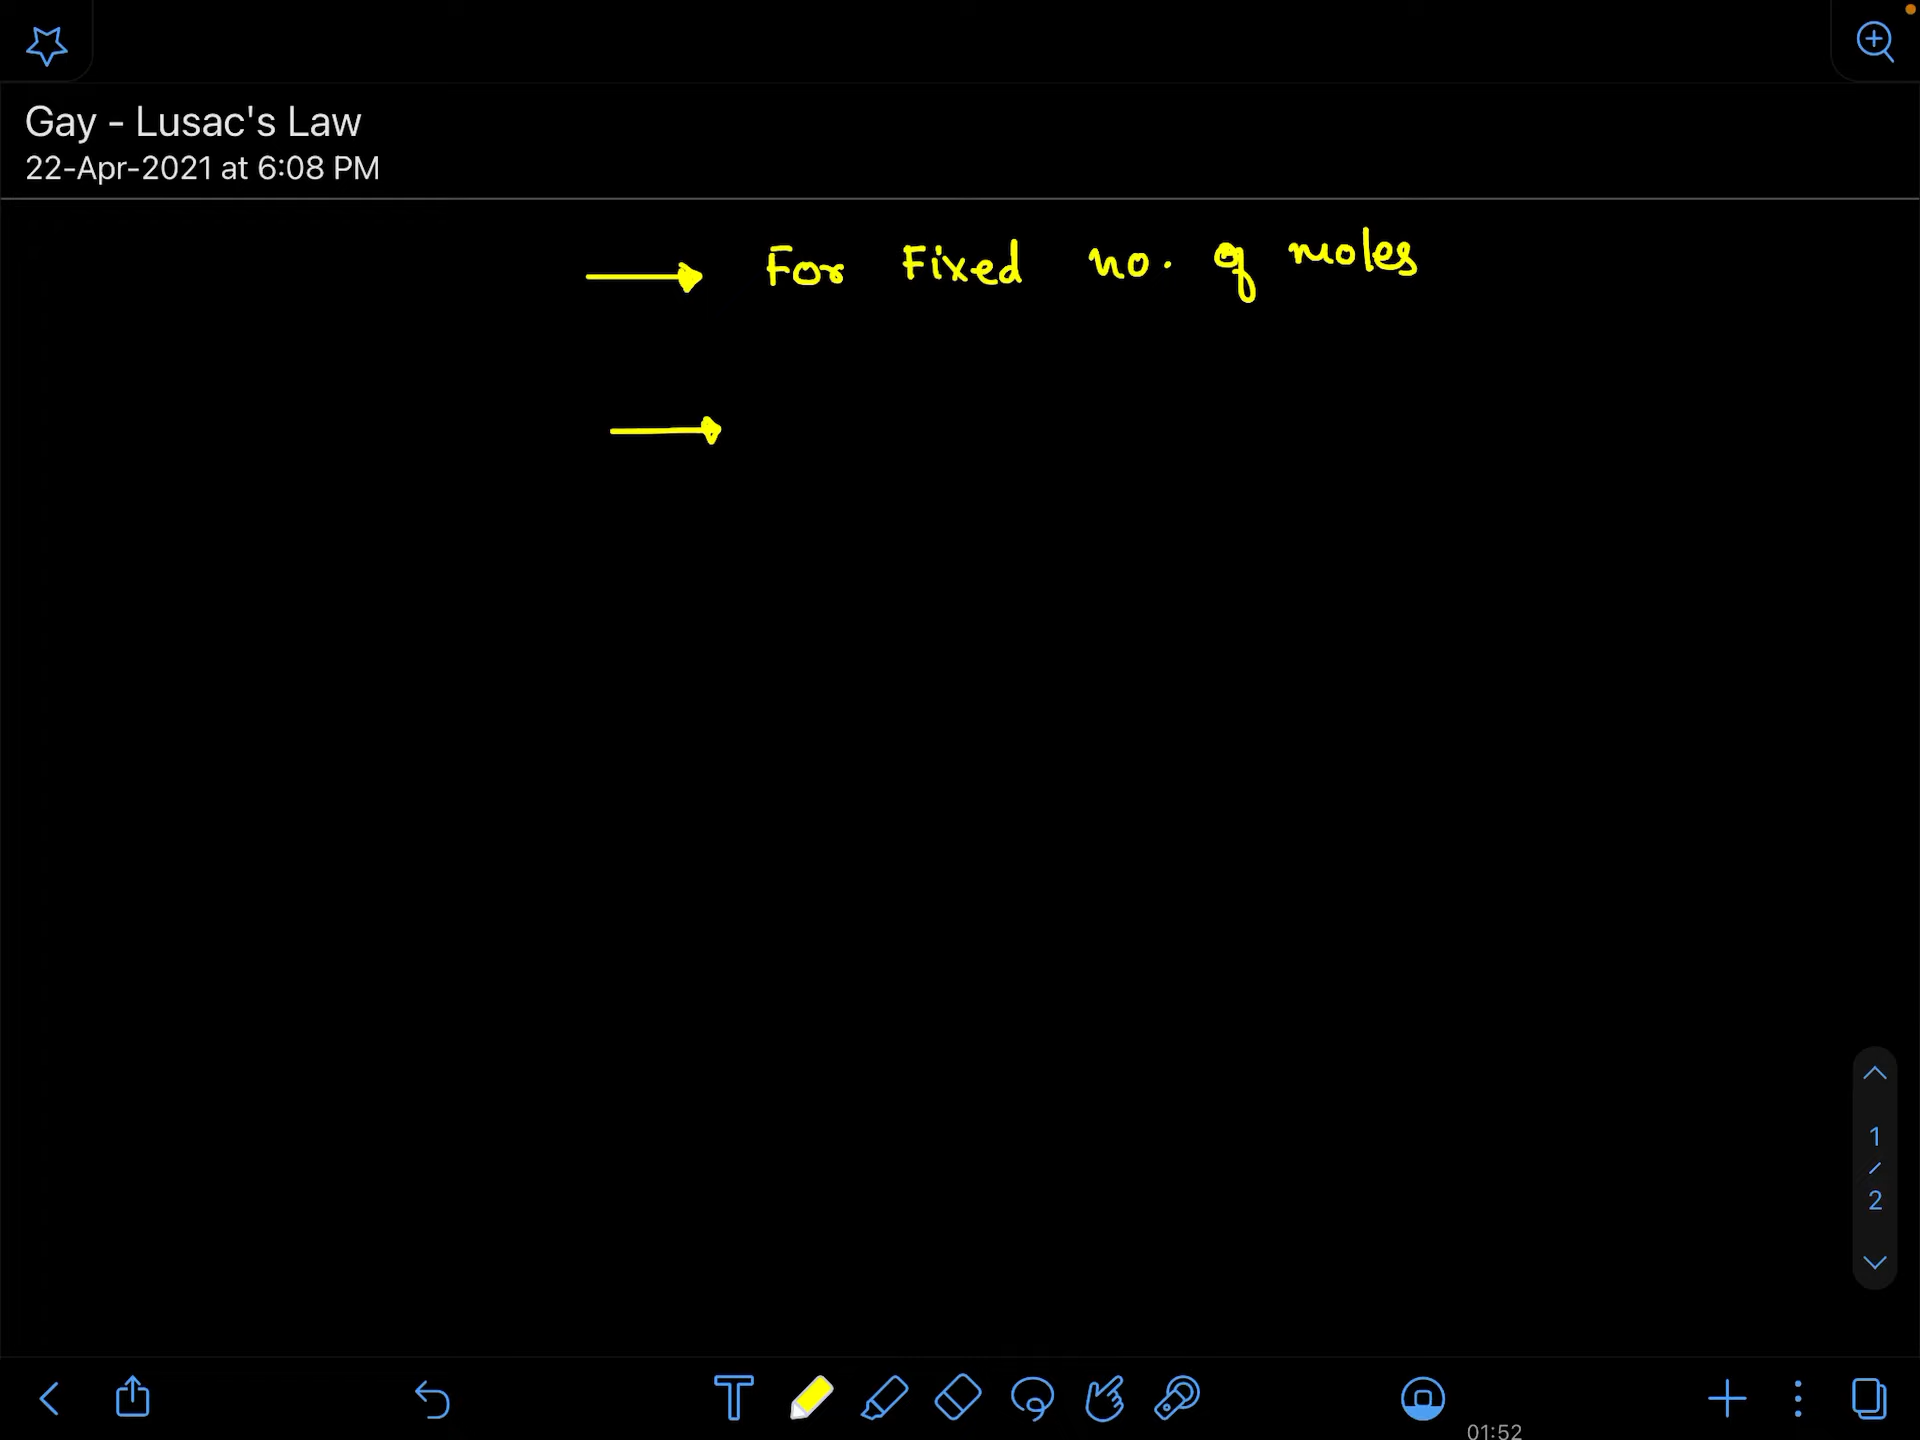 Gay - Lusac's Law
22-Apr-2021 at 6:08 PM
For Fixed no. of moles
1
/
2
01:52